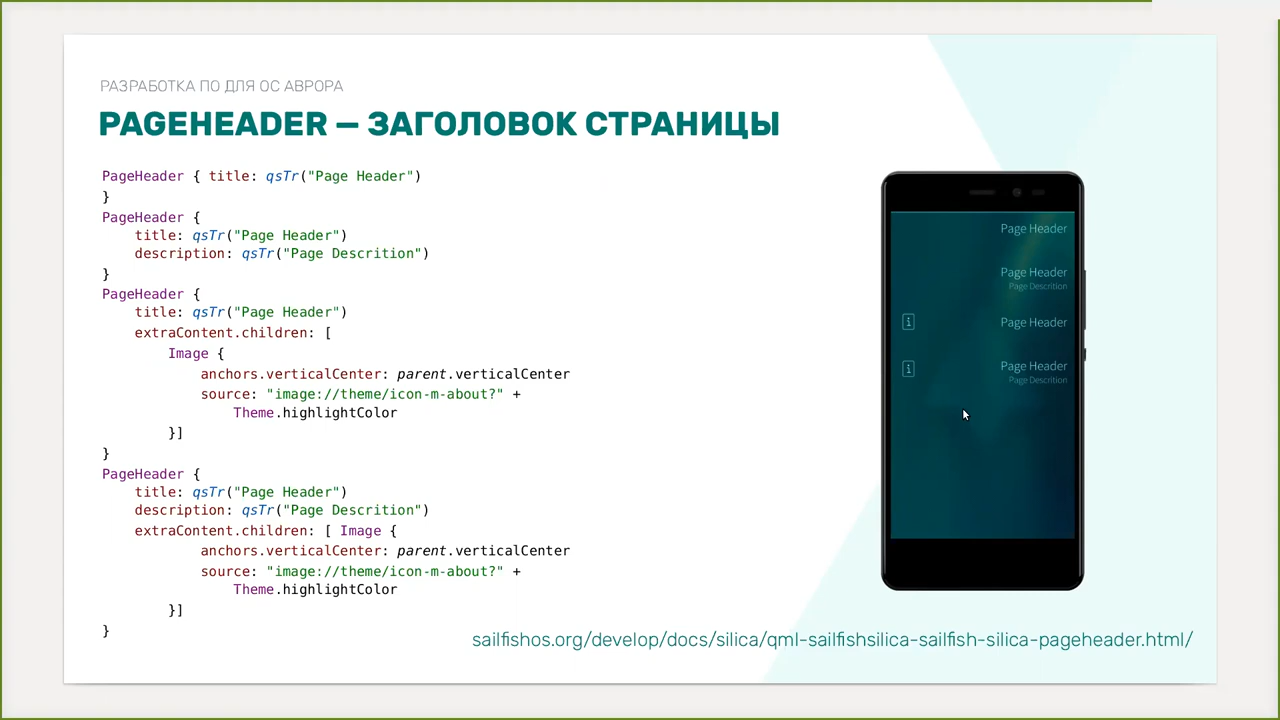 РАЗРАБОТКА ПО ДЛЯ ОС АВРОРА
PAGEHEADER — ЗАГОЛОВОК СТРАНИЦЫ
PageHeader { title: qsTr("Page Header")
}
PageHeader {
title: qsTr("Page Header")
description: qsTr("Page Descrition")
}
PageHeader {
title: qsTr("Page Header")
extraContent.children: [
Image {
anchors.verticalCenter: parent.verticalCenter
source: "image://theme/icon-m-about?" +
Theme.highlightColor
}]
}
PageHeader {
title: qsTr("Page Header")
description: qsTr("Page Descrition")
extraContent.children: [ Image {
anchors.verticalCenter: parent.verticalCenter
source: "image://theme/icon-m-about?" +
Theme.highlightColor
}]
}
Page Header
Page Header
Page Descrition
i Page Header
i Page Header
Page Descrition
sailfishos.org/develop/docs/silica/qml-sailfishsilica-sailfish-silica-pageheader.html/